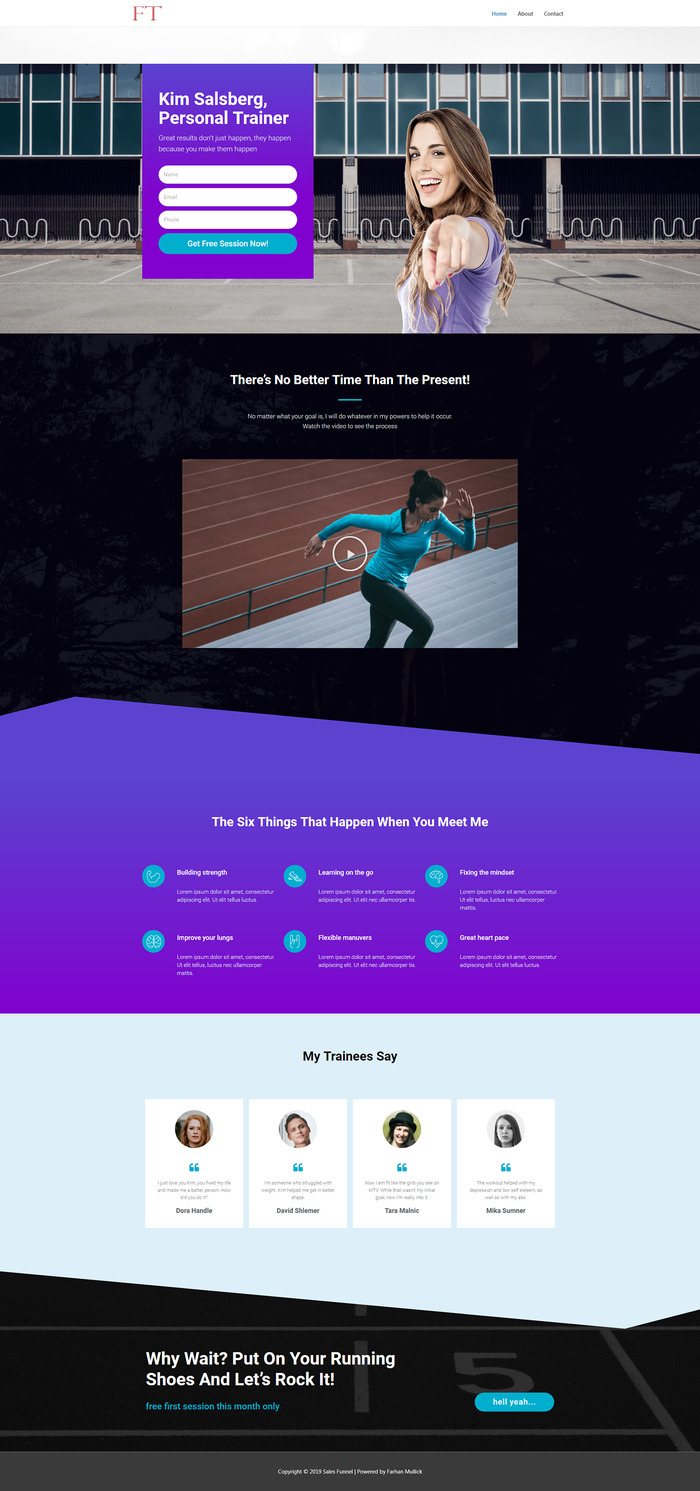 FT
Home About Contact
Kim Salsberg,
Personal Trainer
Great results don't just happen, they happen
because you make them happen
Name
Email
Phone
Get Free Session Now!
There's No Better Time Than The Present!
No matter what your goal is, I will do whatever in my powers to help it occur.
Watch the video to see the process
The Six Things That Happen When You Meet Me
Building strength
Lorem ipsum dolor sit amet, consectetur
adipiscing elit. Ut elit tellus luctus.
Learning on the go
Lorem ipsum dolor sit amet, consectetur
adipiscing elit. Ut elit nec ullamcorper tis.
Fixing the mindset
Lorem ipsum dolor sit amet, consectetur.
Ut elit tellus, luctus nec ullamcorper
mattis.
Improve your lungs
Lorem ipsum dolor sit amet, consectetur.
Ut elit tellus, luctus nec ullamcorper
mattis.
Flexible manuvers
Lorem ipsum dolor sit amet, consectetur
adipiscing elit. Ut elit nec ullamcorper tis.
Great heart pace
Lorem ipsum dolor sit amet, consectetur
adipiscing elit. Ut elit tellus luctus.
My Trainees Say
I just love you Kim, you fixed my life
and made me a better person. How
did you do it?
Dora Handle
I'm someone who struggled with
weight. Kim helped me get in better
shape.
David Shlemer
Now I am fit like the girls you see on
MTV. While that wasn't my initial
goal, now I'm really into it.
Tara Malnic
The workout helped with my
depression and low self esteem, as
well as with my abs.
Mika Sumner
5
Why Wait? Put On Your Running
Shoes And Let's Rock It!
free first session this month only
hell yeah...
Copyright © 2019 Sales Funnel | Powered by Farhan Mullick